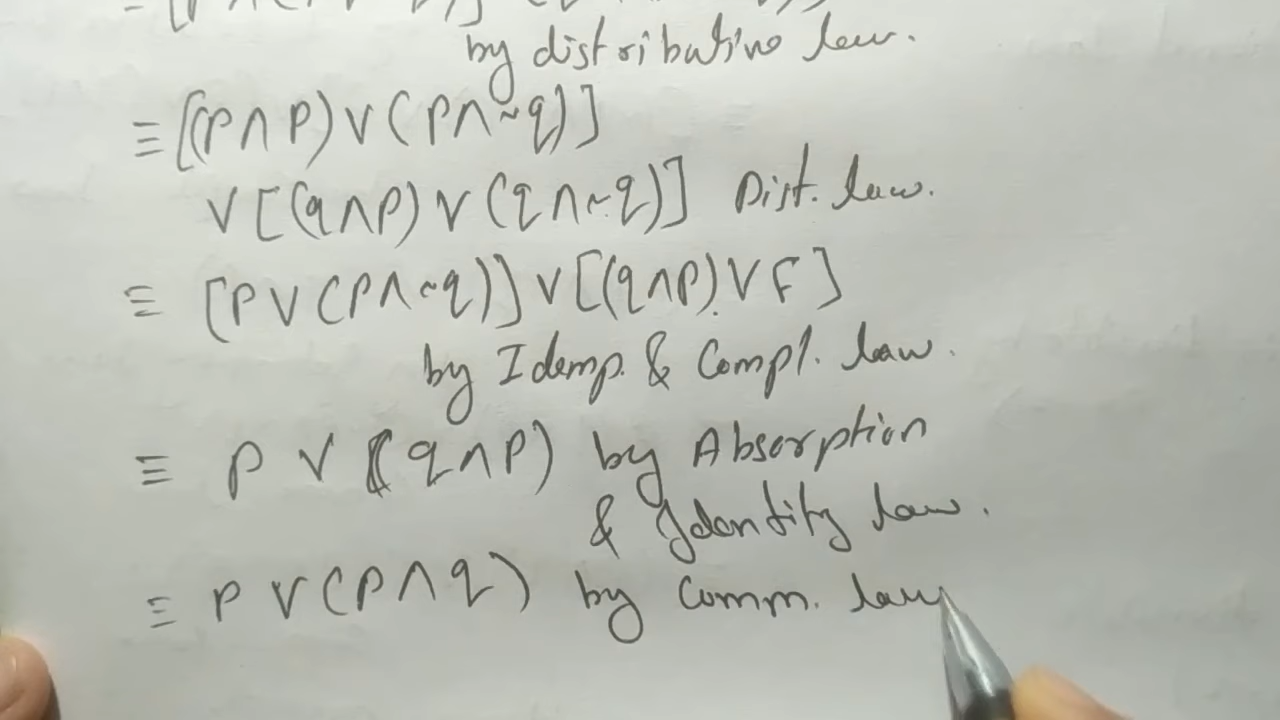 by distributive law.
≡ [(p∧p)∨(p∧~q)]
∨[(q∧p)∨(q∧~q)] Dist. law.
≡ [p∨(p∧~q)]∨[(q∧p)∨F]
by Idemp. & Compl. law.
≡ p ∨ (q∧p) by Absorption
& Identity law.
≡ p ∨(p∧q) by Comm. law